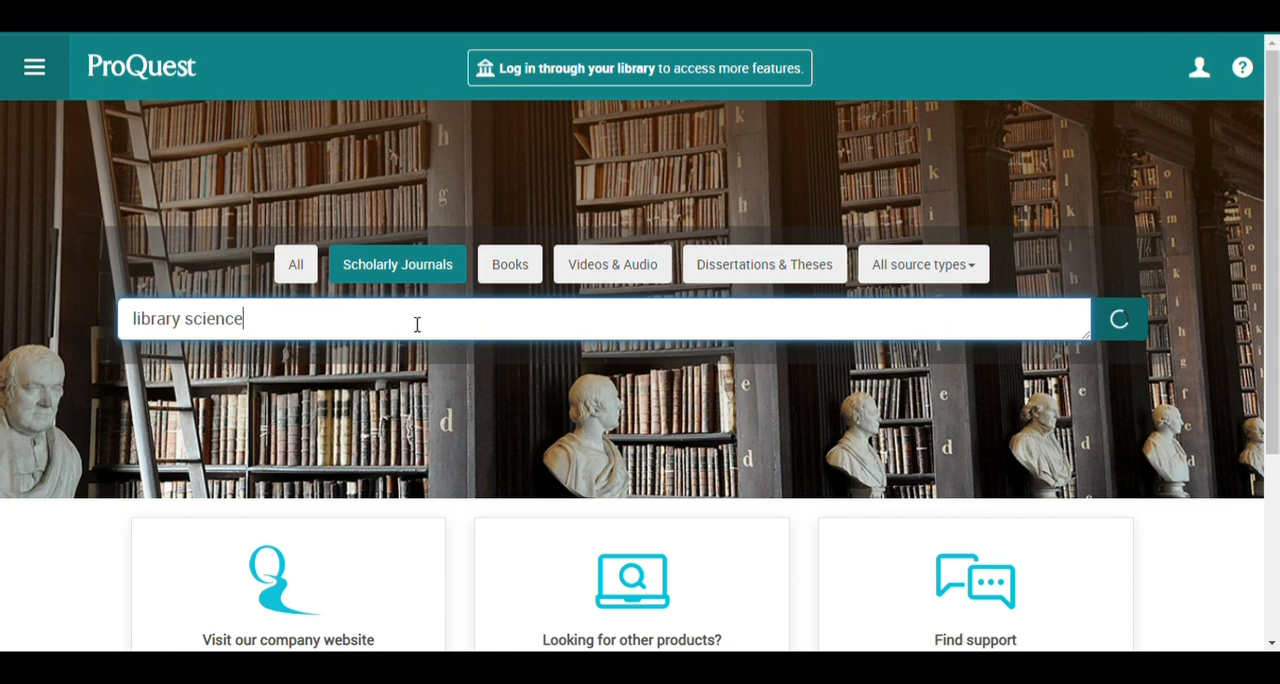 ProQuest
Log in through your library to access more features.
?
All
Scholarly Journals
Books
Videos & Audio
Dissertations & Theses
All source types
library science
h
g
d
k
i
h
e
d
m
l
k
i
e
d
m
l
k
i
h
e
d
o
n
m
l
k
i
h
g
f
e
d
q
p
o
n
m
l
k
Visit our company website
Looking for other products?
Find support